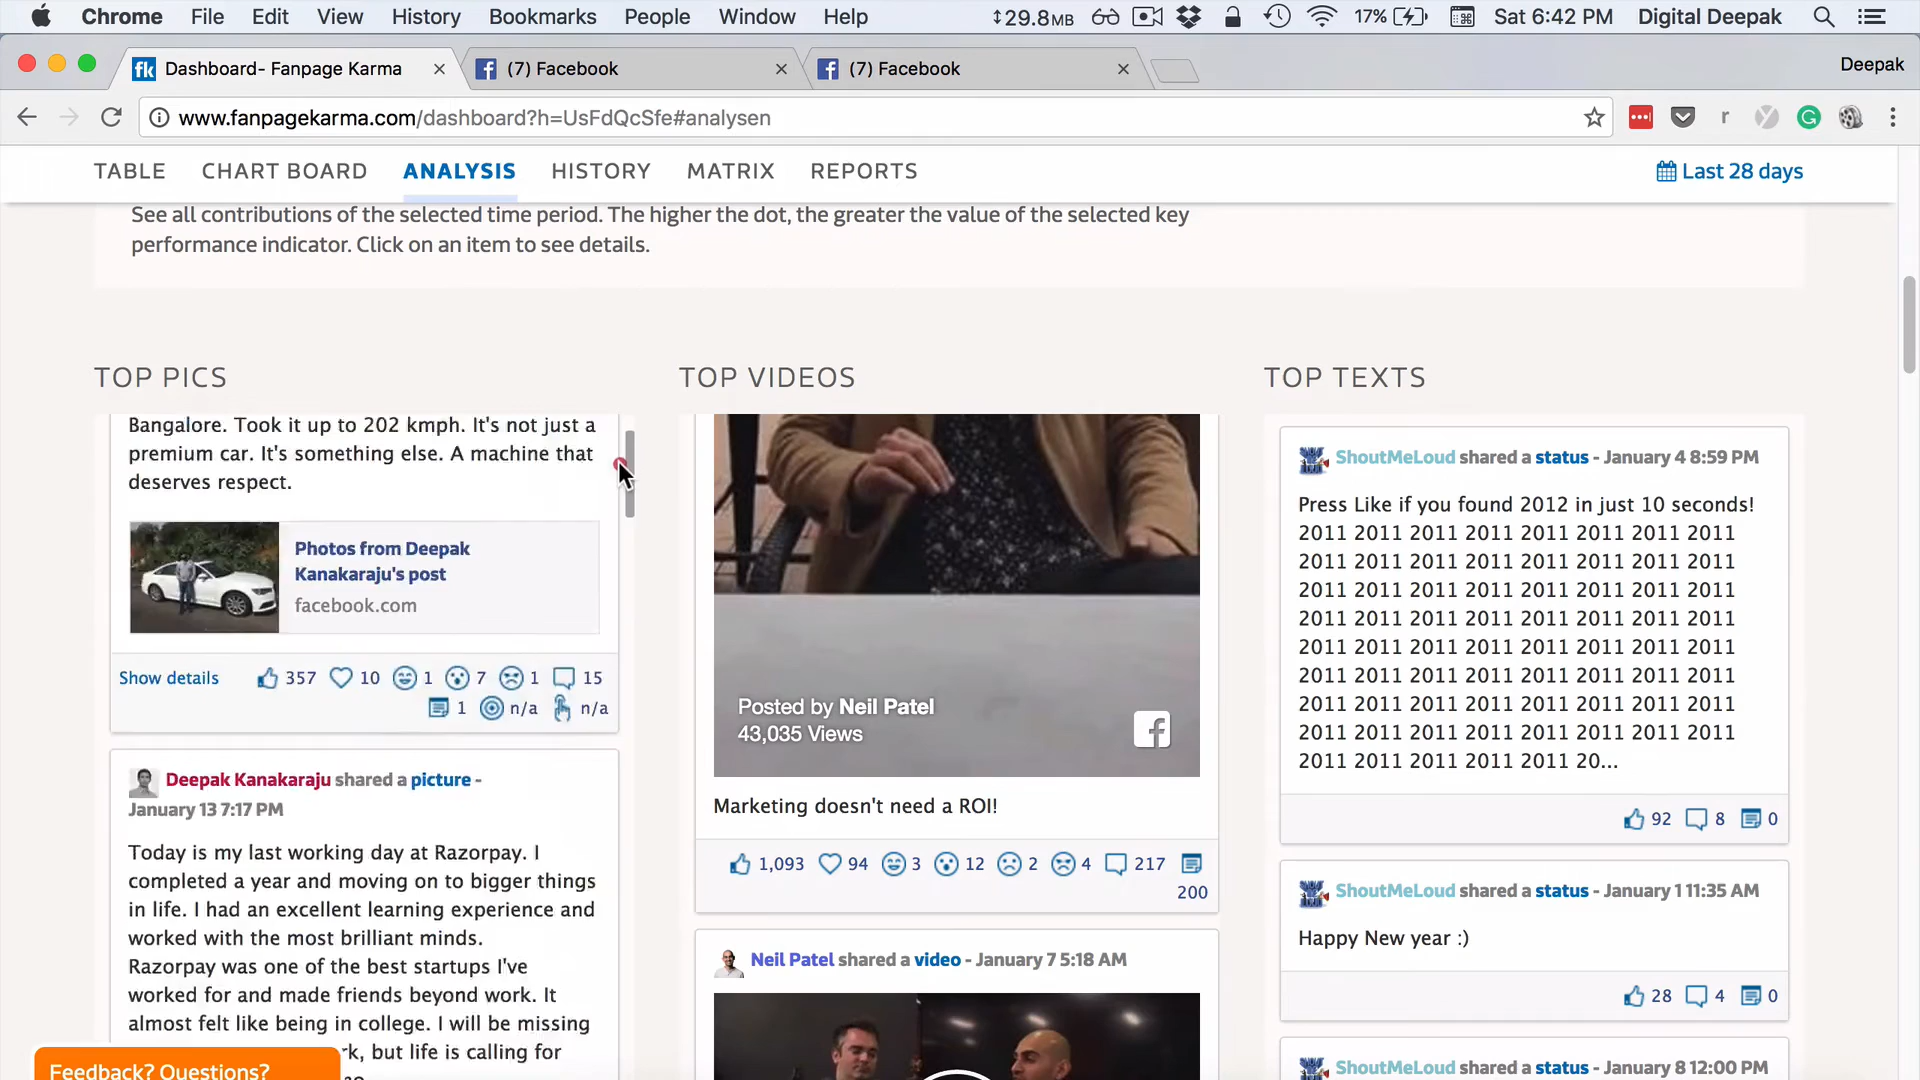 Chrome File Edit View History Bookmarks People Window Help
29.8MB 17% Sat 6:42 PM Digital Deepak
fk Dashboard- Fanpage Karma
(7) Facebook
(7) Facebook
Deepak
www.fanpagekarma.com/dashboard?h=UsFdQcSfe#analysen
TABLE CHART BOARD ANALYSIS HISTORY MATRIX REPORTS
Last 28 days
See all contributions of the selected time period. The higher the dot, the greater the value of the selected key
performance indicator. Click on an item to see details.
TOP PICS
Bangalore. Took it up to 202 kmph. It's not just a
premium car. It's something else. A machine that
deserves respect.
Photos from Deepak
Kanakaraju's post
facebook.com
Show details 357 10 1 7 1 15
1 n/a n/a
Deepak Kanakaraju shared a picture -
January 13 7:17 PM
Today is my last working day at Razorpay. I
completed a year and moving on to bigger things
in life. I had an excellent learning experience and
worked with the most brilliant minds.
Razorpay was one of the best startups I've
worked for and made friends beyond work. It
almost felt like being in college. I will be missing
but life is calling for
Feedback? Questions?
TOP VIDEOS
Posted by Neil Patel
43,035 Views
Marketing doesn't need a ROI!
1,093 94 3 12 2 4 217
200
Neil Patel shared a video - January 7 5:18 AM
TOP TEXTS
ShoutMeLoud shared a status - January 4 8:59 PM
Press Like if you found 2012 in just 10 seconds!
2011 2011 2011 2011 2011 2011 2011 2011
2011 2011 2011 2011 2011 2011 2011 2011
2011 2011 2011 2011 2011 2011 2011 2011
2011 2011 2011 2011 2011 2011 2011 2011
2011 2011 2011 2011 2011 2011 2011 2011
2011 2011 2011 2011 2011 2011 2011 2011
2011 2011 2011 2011 2011 2011 2011 2011
2011 2011 2011 2011 2011 2011 2011 2011
2011 2011 2011 2011 2011 20...
92 8 0
ShoutMeLoud shared a status - January 1 11:35 AM
Happy New year :)
28 4 0
ShoutMeLoud shared a status - January 8 12:00 PM